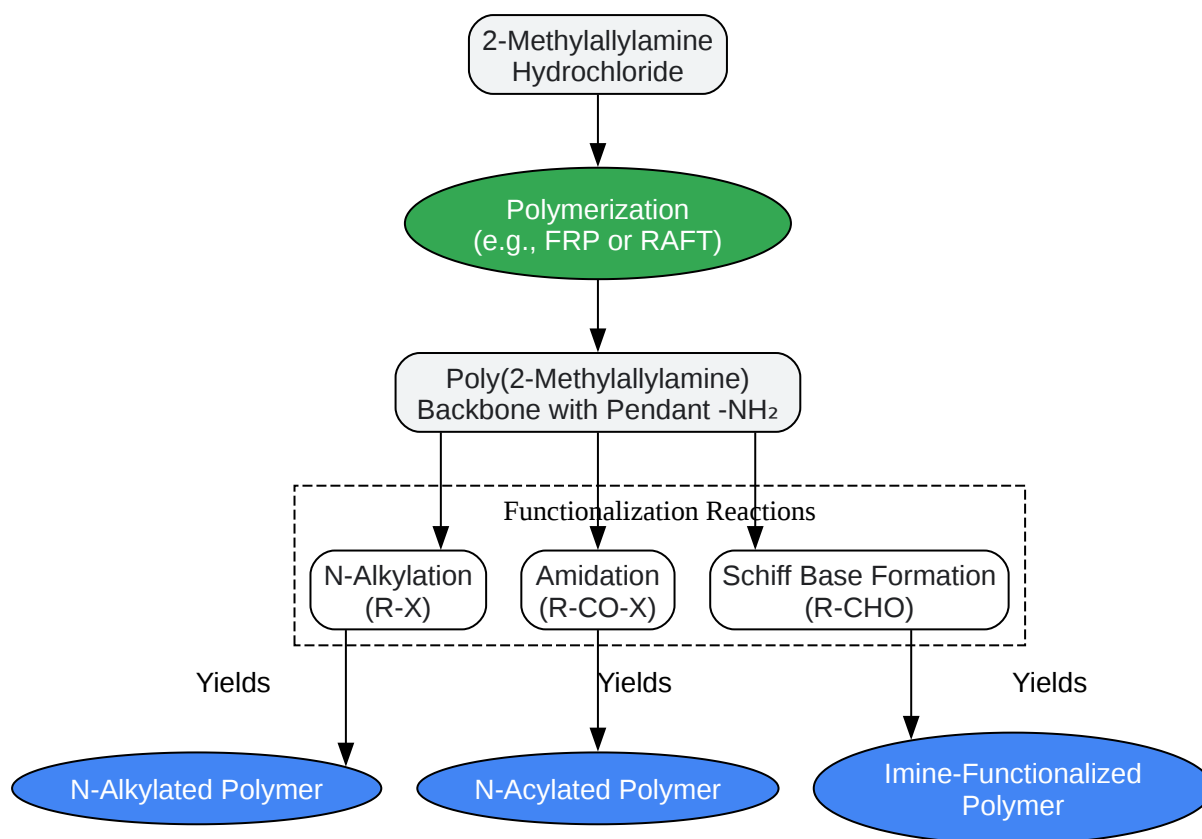 2-Methylallylamine
Hydrochloride
Polymerization
(e.g., FRP or RAFT)
Poly(2-Methylallylamine)
Backbone with Pendant -NH₂
Functionalization Reactions
N-Alkylation
(R-X)
Amidation
(R-CO-X)
Schiff Base Formation
(R-CHO)
Yields
Yields
Yields
N-Alkylated Polymer
N-Acylated Polymer
Imine-Functionalized
Polymer